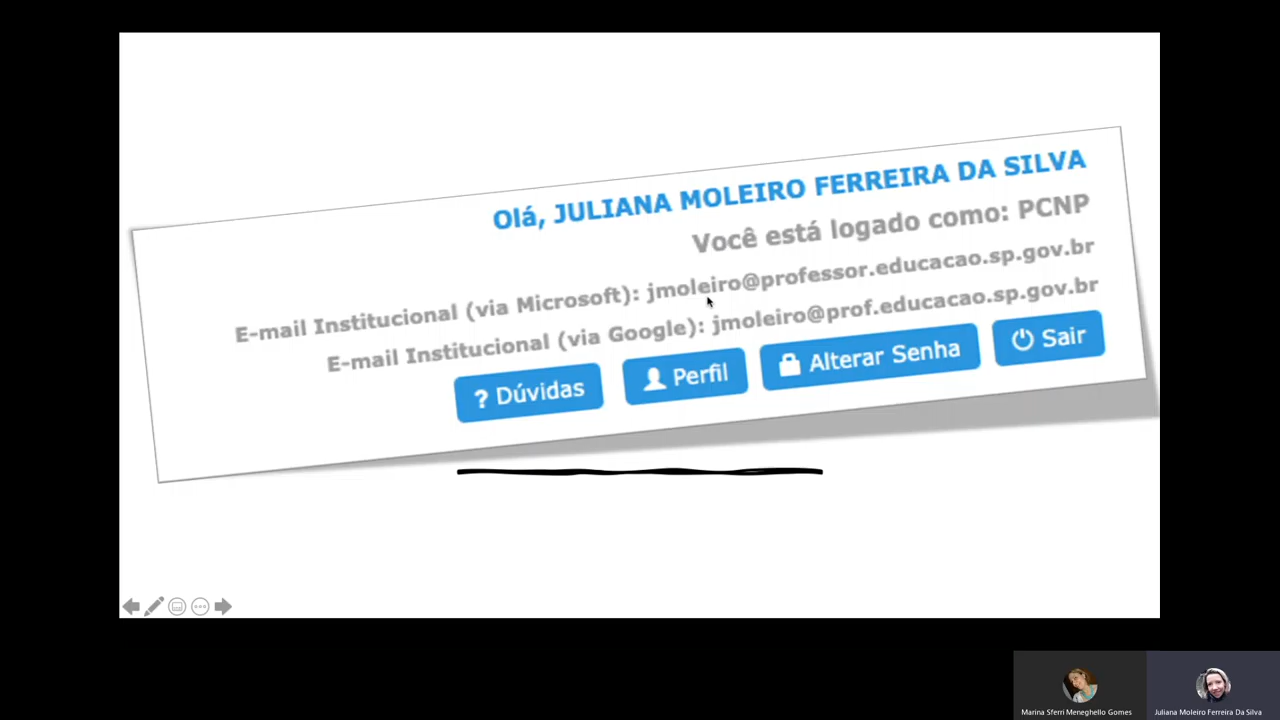 Olá, JULIANA MOLEIRO FERREIRA DA SILVA
Você está logado como: PCNP
E-mail Institucional (via Microsoft): jmoleiro@professor.educacao.sp.gov.br
E-mail Institucional (via Google): jmoleiro@prof.educacao.sp.gov.br
? Dúvidas Perfil Alterar Senha Sair
Marina Sferri Meneghello Gomes Juliana Moleiro Ferreira Da Silva